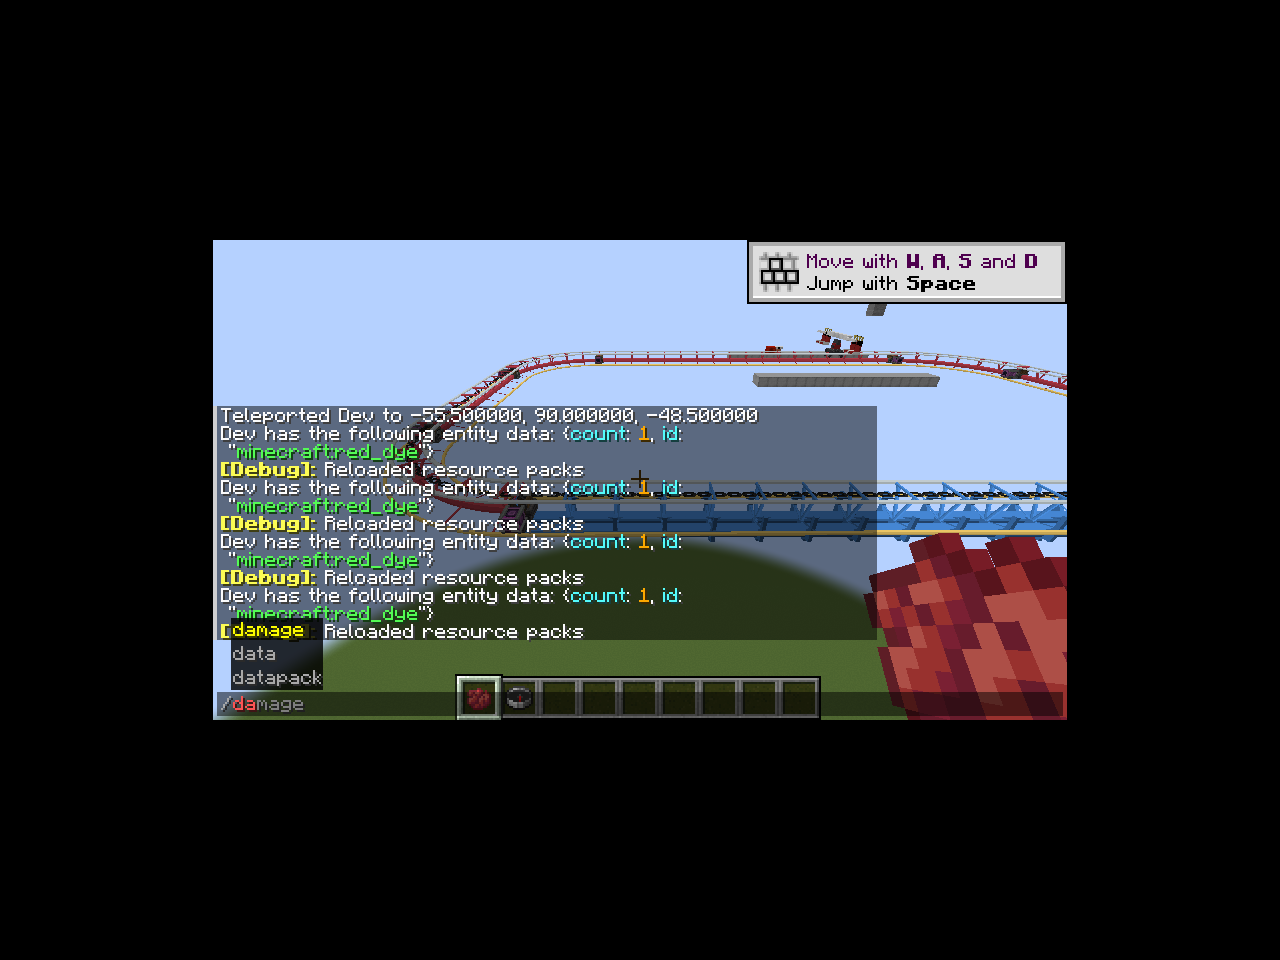 Move with W, A, S and D
Jump with Space
Teleported Dev to -55.500000, 90.000000, -48.500000
Dev has the following entity data: {count: 1, id:
"minecraft:red_dye"}
[Debug]: Reloaded resource packs
Dev has the following entity data: {count: 1, id:
"minecraft:red_dye"}
[Debug]: Reloaded resource packs
Dev has the following entity data: {count: 1, id:
"minecraft:red_dye"}
[Debug]: Reloaded resource packs
Dev has the following entity data: {count: 1, id:
"minecraft:red_dye"}
[ Reloaded resource packs
damage
data
datapack
/damage